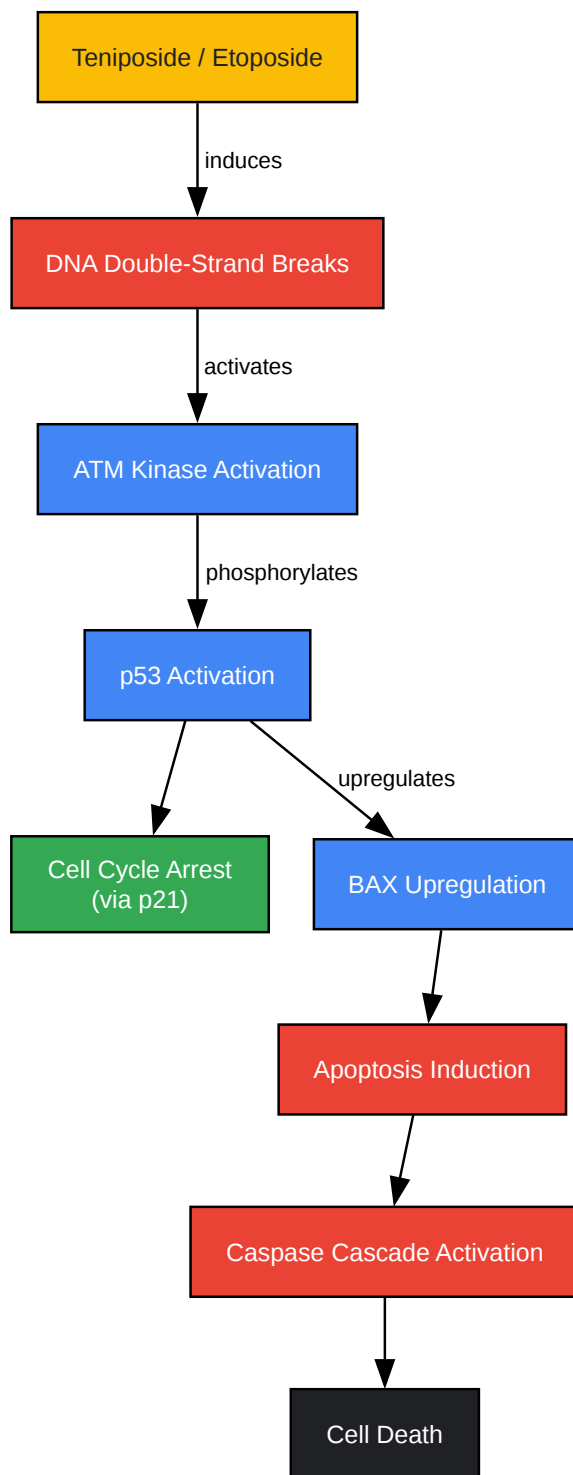 Teniposide / Etoposide
induces
DNA Double-Strand Breaks
activates
ATM Kinase Activation
phosphorylates
p53 Activation
upregulates
Cell Cycle Arrest
(via p21)
BAX Upregulation
Apoptosis Induction
Caspase Cascade Activation
Cell Death